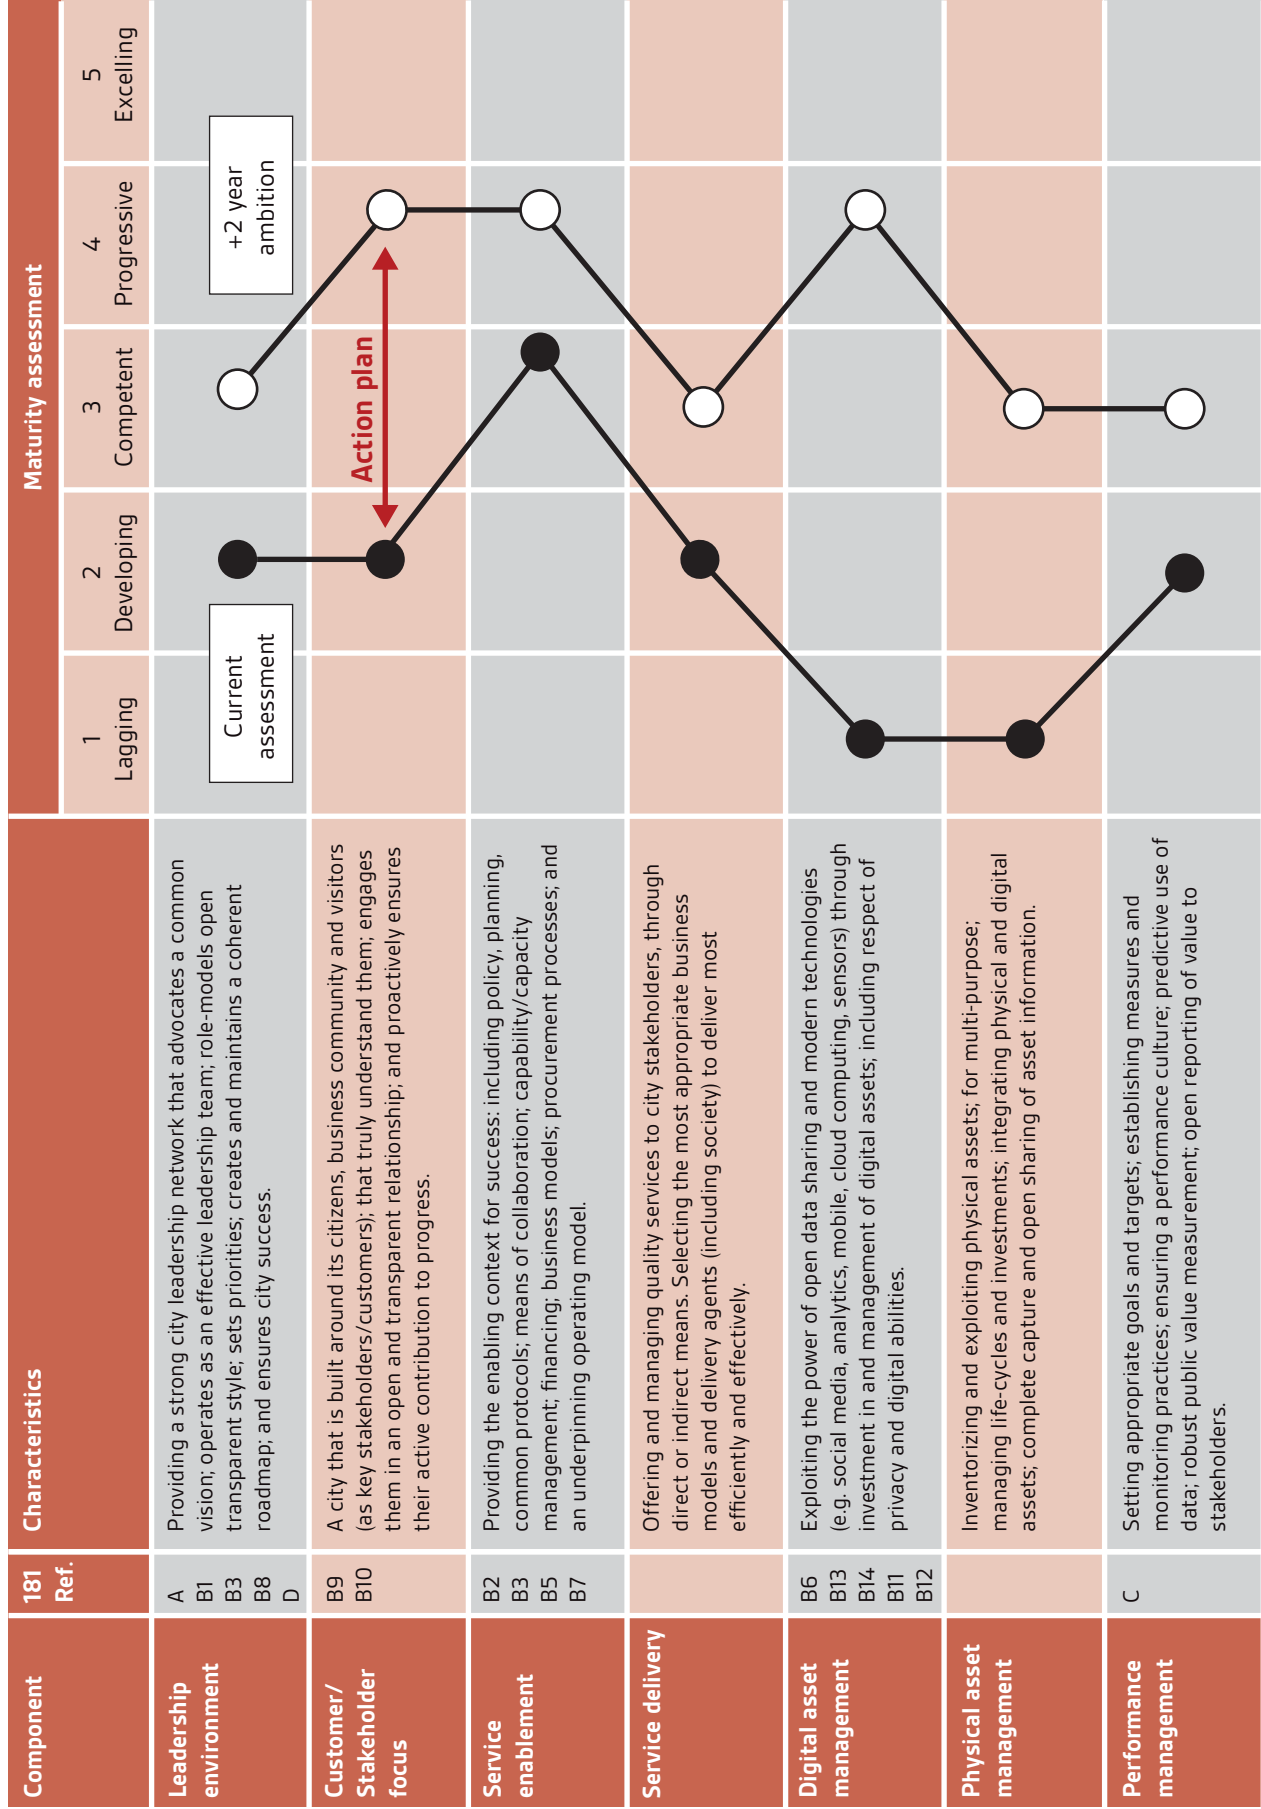 Component
181
Ref.
Characteristics
Maturity assessment
1
Lagging
2
Developing
3
Competent
4
Progressive
5
Excelling
Leadership
environment
A
B1
B3
B8
D
Providing a strong city leadership network that advocates a common
vision; operates as an effective leadership team; role-models open
transparent style; sets priorities; creates and maintains a coherent
roadmap; and ensures city success.
Current
assessment
+2 year
ambition
Customer/
Stakeholder
focus
B9
B10
A city that is built around its citizens, business community and visitors
(as key stakeholders/customers); that truly understand them; engages
them in an open and transparent relationship; and proactively ensures
their active contribution to progress.
Action plan
Service
enablement
B2
B3
B5
B7
Providing the enabling context for success: including policy, planning,
common protocols; means of collaboration; capability/capacity
management; financing; business models; procurement processes; and
an underpinning operating model.
Service delivery
Offering and managing quality services to city stakeholders, through
direct or indirect means. Selecting the most appropriate business
models and delivery agents (including society) to deliver most
efficiently and effectively.
Digital asset
management
B6
B13
B14
B11
B12
Exploiting the power of open data sharing and modern technologies
(e.g. social media, analytics, mobile, cloud computing, sensors) through
investment in and management of digital assets; including respect of
privacy and digital abilities.
Physical asset
management
Inventorizing and exploiting physical assets; for multi-purpose;
managing life-cycles and investments; integrating physical and digital
assets; complete capture and open sharing of asset information.
Performance
management
C
Setting appropriate goals and targets; establishing measures and
monitoring practices; ensuring a performance culture; predictive use of
data; robust public value measurement; open reporting of value to
stakeholders.